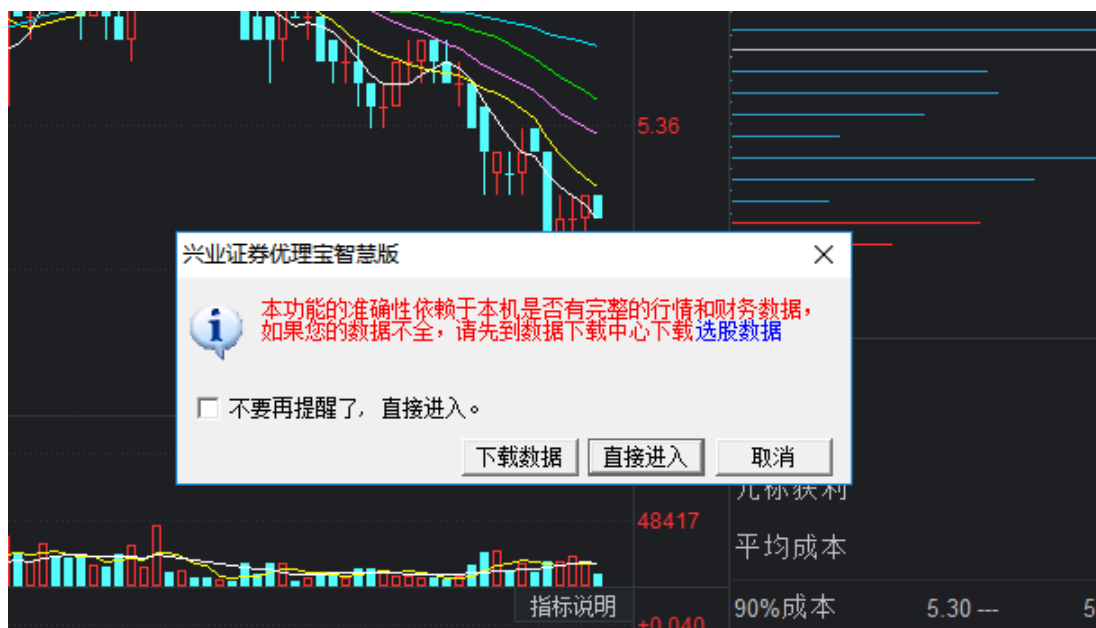 5.36
兴业证券优理宝智慧版
本功能的准确性依赖于本机是否有完整的行情和财务数据，
如果您的数据不全，请先到数据下载中心下载选股数据
不要再提醒了，直接进入。
下载数据 直接进入 取消
48417
平均成本
指标说明
90%成本 5.30 --- 5
+0.040